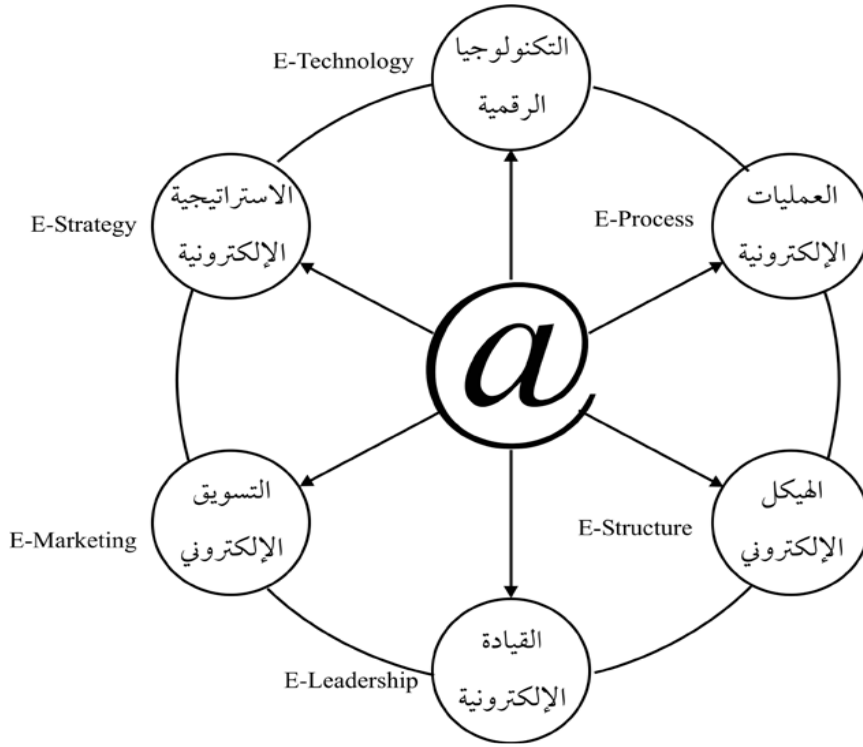 E-Technology
التكنولوجيا
الرقمية
E-Strategy
الاستراتيجية
الإلكترونية
E-Process
العمليات
الإلكترونية
@
E-Marketing
التسويق
الإلكتروني
E-Structure
الهيكل
الإلكتروني
E-Leadership
القيادة
الإلكترونية